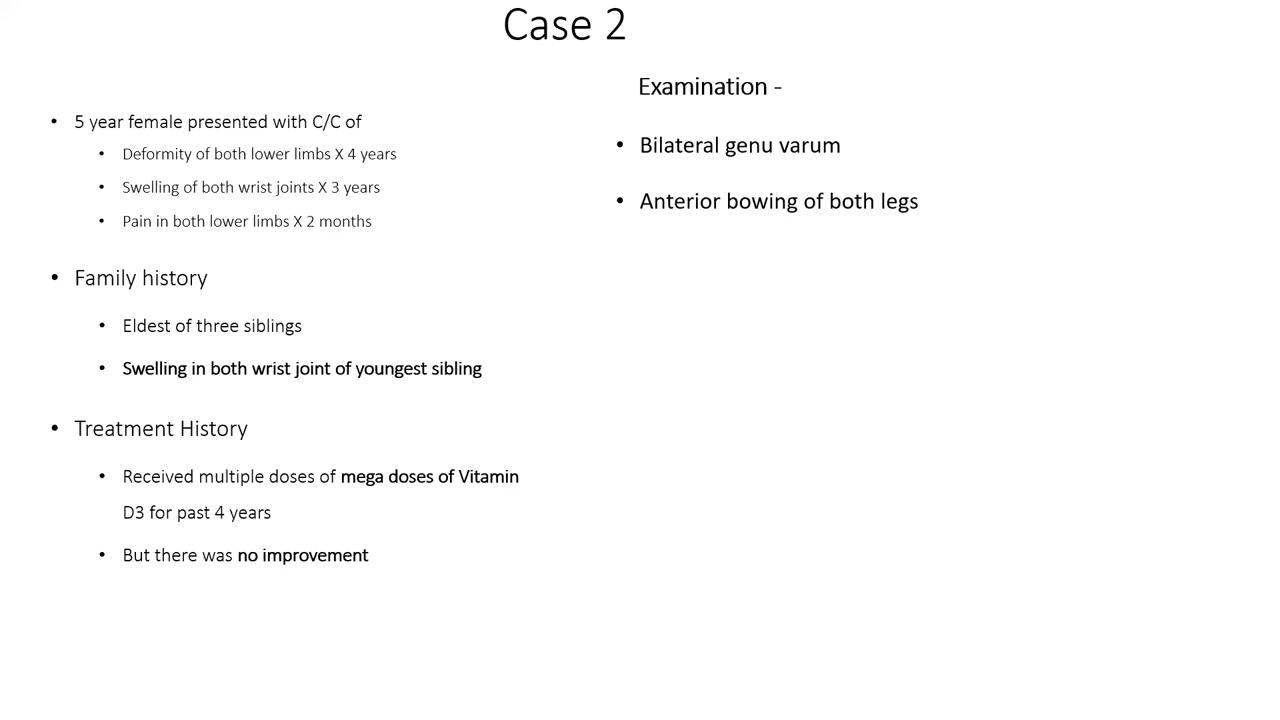 Case 2
• 5 year female presented with C/C of
• Deformity of both lower limbs X 4 years
• Swelling of both wrist joints X 3 years
• Pain in both lower limbs X 2 months
• Family history
• Eldest of three siblings
• Swelling in both wrist joint of youngest sibling
• Treatment History
• Received multiple doses of mega doses of Vitamin
D3 for past 4 years
• But there was no improvement
Examination -
• Bilateral genu varum
• Anterior bowing of both legs